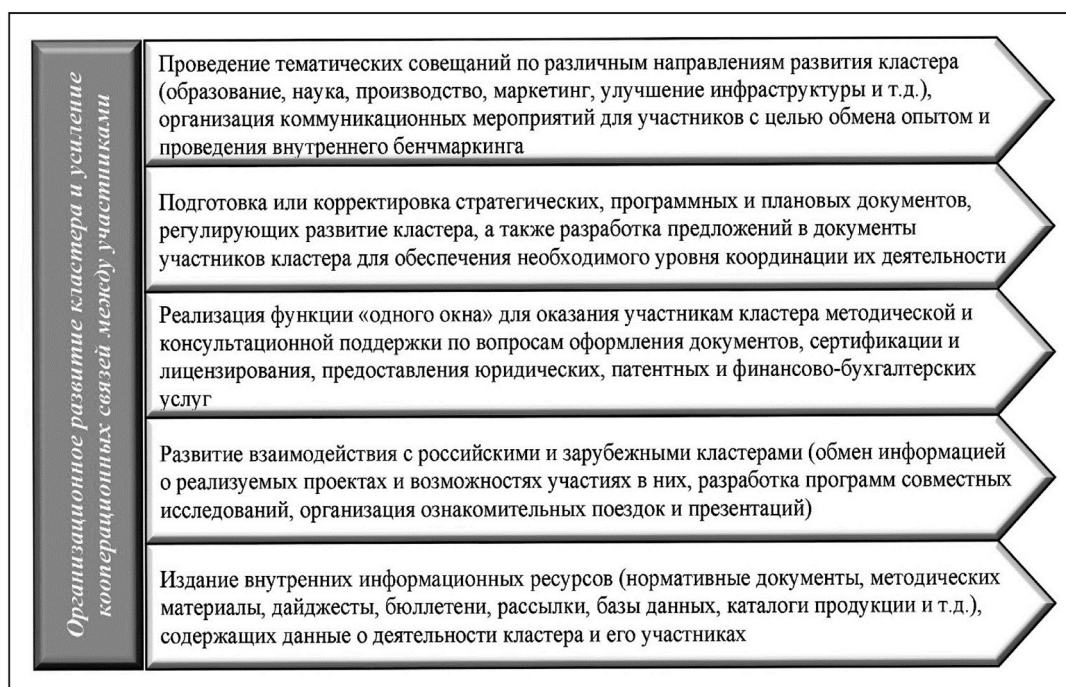 Организационное развитие кластера и усиление
кооперационных связей между участниками
Проведение тематических совещаний по различным направлениям развития кластера
(образование, наука, производство, маркетинг, улучшение инфраструктуры и т.д.),
организация коммуникационных мероприятий для участников с целью обмена опытом и
проведения внутреннего бенчмаркинга
Подготовка или корректировка стратегических, программных и плановых документов,
регулирующих развитие кластера, а также разработка предложений в документы
участников кластера для обеспечения необходимого уровня координации их деятельности
Реализация функции «одного окна» для оказания участникам кластера методической и
консультационной поддержки по вопросам оформления документов, сертификации и
лицензирования, предоставления юридических, патентных и финансово-бухгалтерских
услуг
Развитие взаимодействия с российскими и зарубежными кластерами (обмен информацией
о реализуемых проектах и возможностях участиях в них, разработка программ совместных
исследований, организация ознакомительных поездок и презентаций)
Издание внутренних информационных ресурсов (нормативные документы, методических
материалы, дайджесты, бюллетени, рассылки, базы данных, каталоги продукции и т.д.),
содержащих данные о деятельности кластера и его участниках